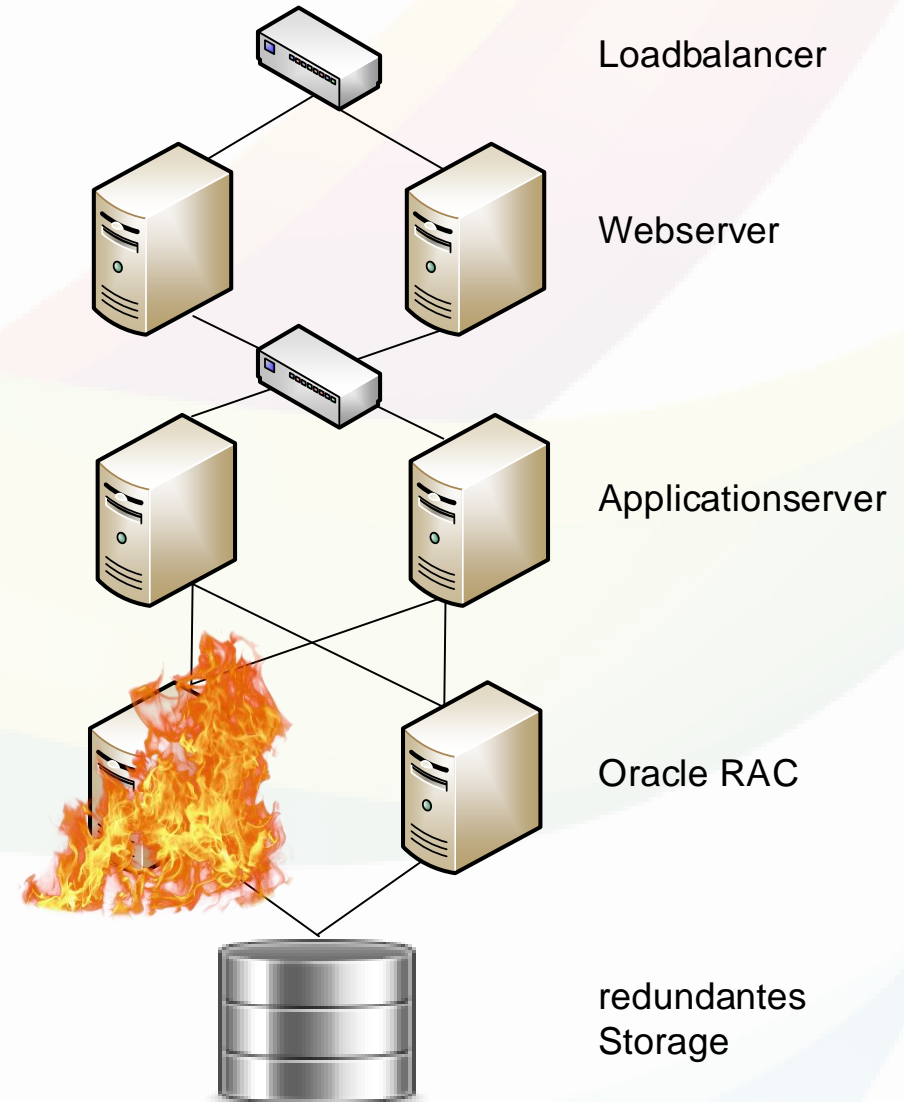 Loadbalancer
Webserver
Applicationserver
Oracle RAC
redundantes
Storage